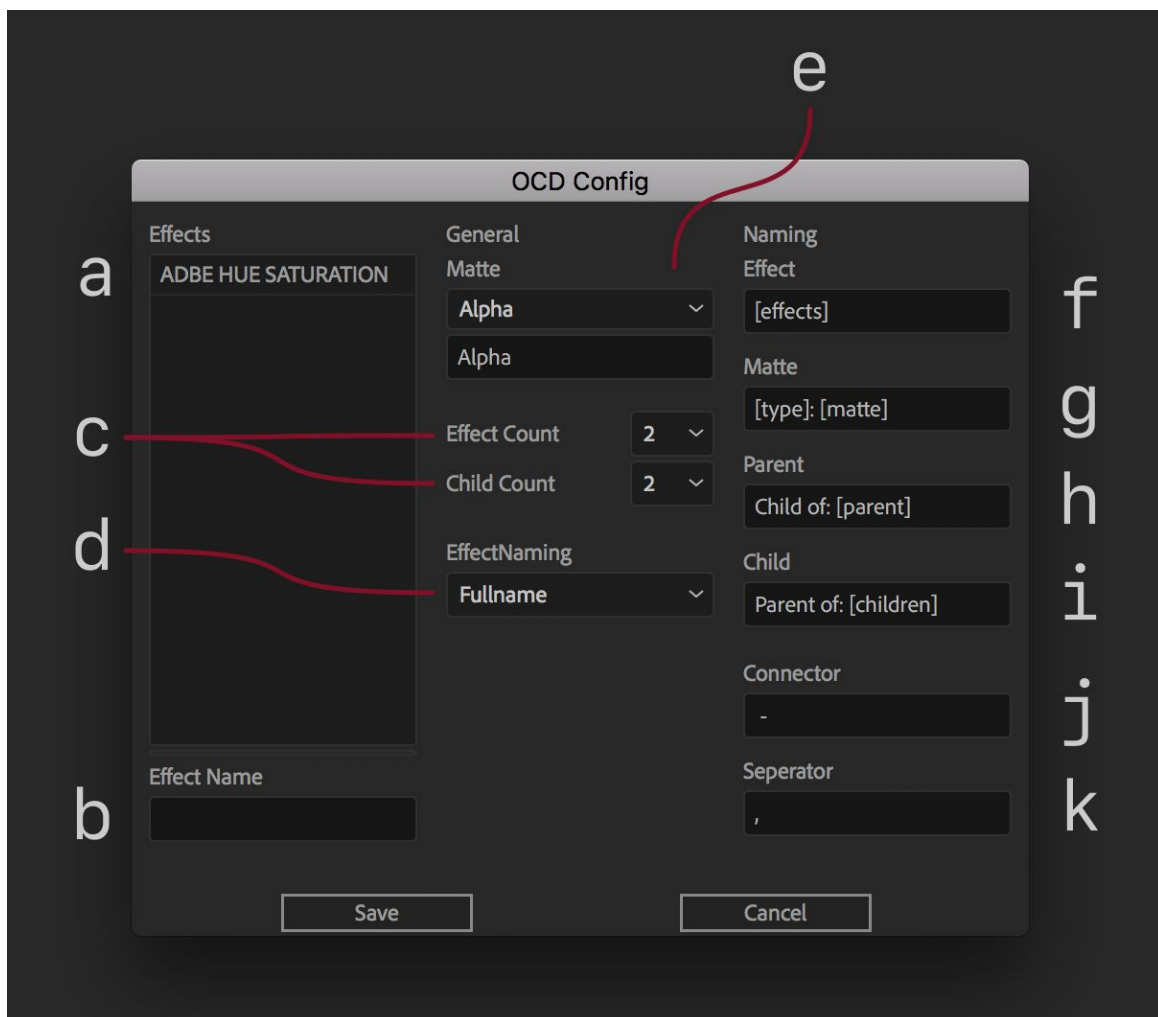 e
OCD Config
Effects
a
ADBE HUE SATURATION
c
d
Effect Name
b
General
Matte
Alpha
Alpha
Effect Count 2
Child Count 2
EffectNaming
Fullname
Naming
Effect
[effects]
f
Matte
[type]: [matte]
g
Parent
Child of: [parent]
h
Child
Parent of: [children]
i
Connector
-
j
Seperator
,
k
Save
Cancel